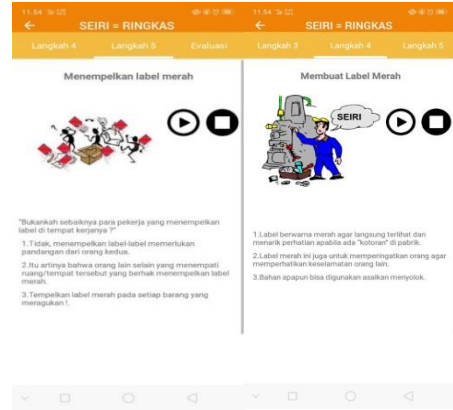 11.54
SEIRI = RINGKAS
Langkah 4 Langkah 5 Evaluasi
Menempelkan label merah
"Bukankah sebaiknya para pekerja yang menempelkan
label di tempat kerjanya ?"
1.Tidak, menempelkan label-label memerlukan
pandangan dari orang kedua.
2.Itu artinya bahwa orang lain selain yang menempati
ruang/tempat tersebut yang berhak menempelkan label
merah.
3.Tempelkan label merah pada setiap barang yang
meragukan !.
11.54
SEIRI = RINGKAS
Langkah 3 Langkah 4 Langkah 5
Membuat Label Merah
SEIRI
1.Label berwarna merah agar langsung terlihat dan
menarik perhatian apabila ada "kotoran" di pabrik.
2.Label merah ini juga untuk memperingatkan orang agar
memperhatikan keselamatan orang lain.
3.Bahan apapun bisa digunakan asalkan menyolok.